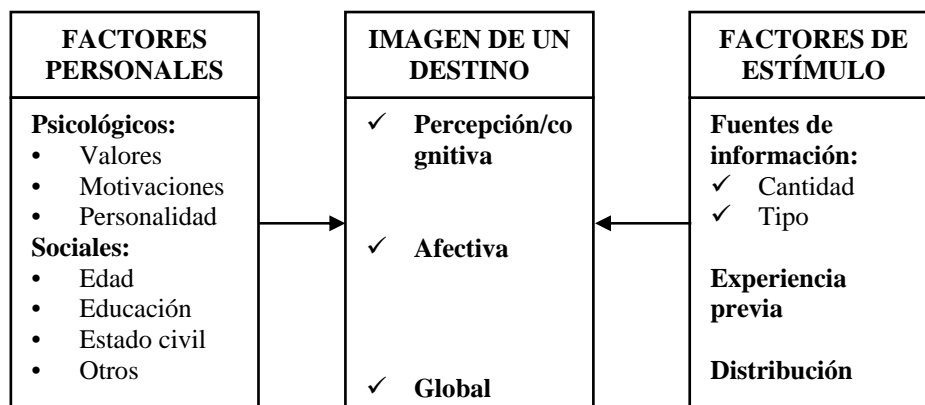 FACTORES
PERSONALES
Psicológicos:
• Valores
• Motivaciones
• Personalidad
Sociales:
• Edad
• Educación
• Estado civil
• Otros
IMAGEN DE UN
DESTINO
✓ Percepción/co
gnitiva
✓ Afectiva
✓ Global
FACTORES DE
ESTÍMULO
Fuentes de
información:
✓ Cantidad
✓ Tipo
Experiencia
previa
Distribución